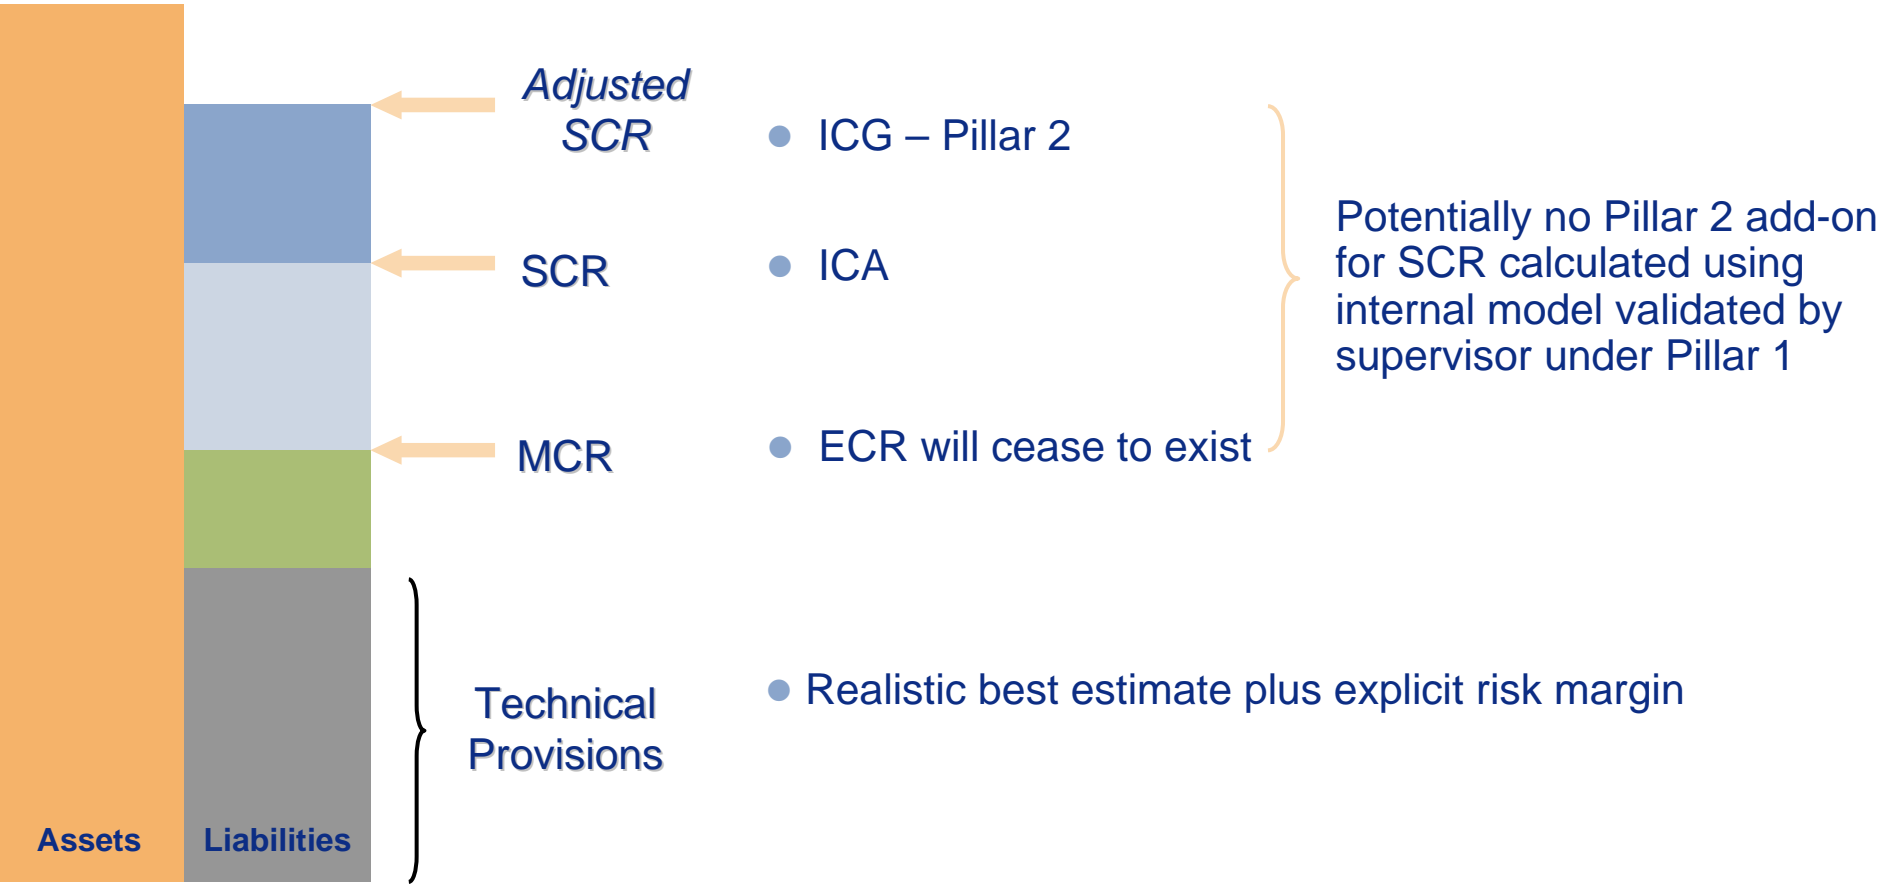 Adjusted
SCR
ICG – Pillar 2
SCR
ICA
MCR
ECR will cease to exist
Potentially no Pillar 2 add-on
for SCR calculated using
internal model validated by
supervisor under Pillar 1
Technical
Provisions
Realistic best estimate plus explicit risk margin
Assets
Liabilities